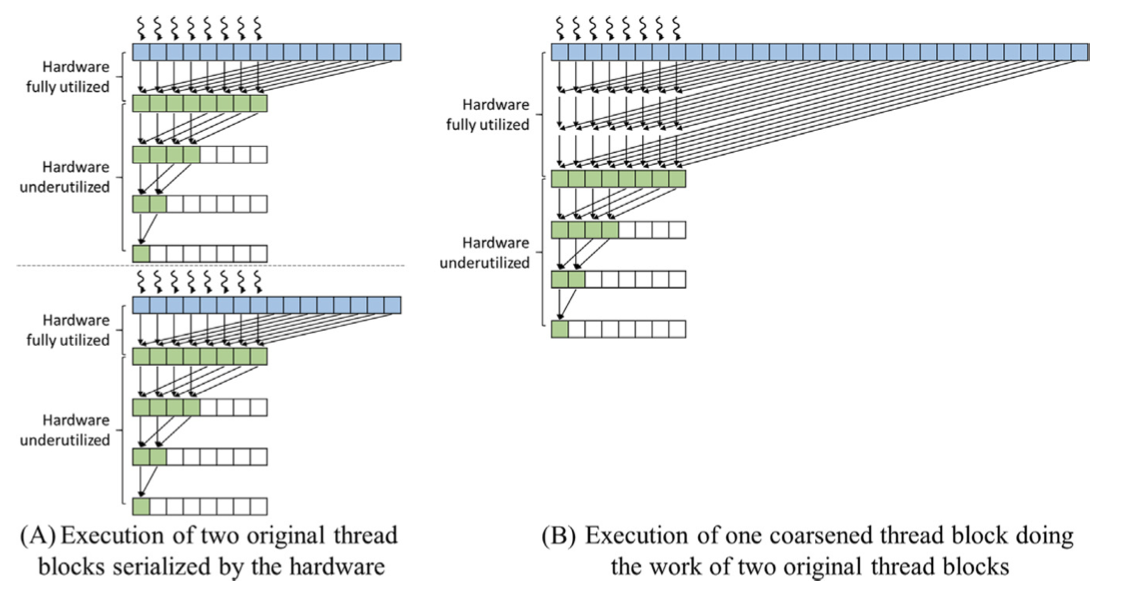 Hardware
fully utilized
Hardware
underutilized
Hardware
fully utilized
Hardware
underutilized
(A) Execution of two original thread
blocks serialized by the hardware
Hardware
fully utilized
Hardware
underutilized
(B) Execution of one coarsened thread block doing
the work of two original thread blocks